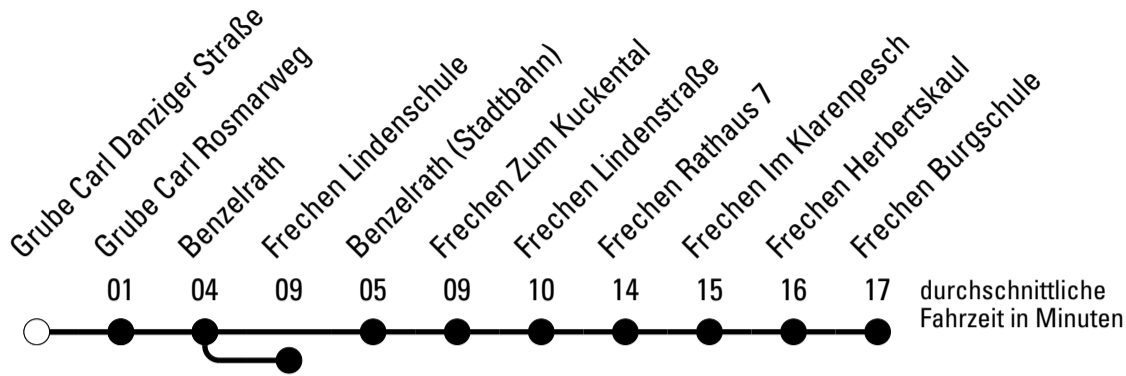 Grube Carl Danziger Straße
Grube Carl Rosmarweg
Benzelrath
Frechen Lindenschule
Benzelrath (Stadtbahn)
Frechen Zum Kuckental
Frechen Lindenstraße
Frechen Rathaus 7
Frechen Im Klarenpesch
Frechen Herbertskaul
Frechen Burgschule
01 04 09 05 09 10 14 15 16 17
durchschnittliche
Fahrzeit in Minuten